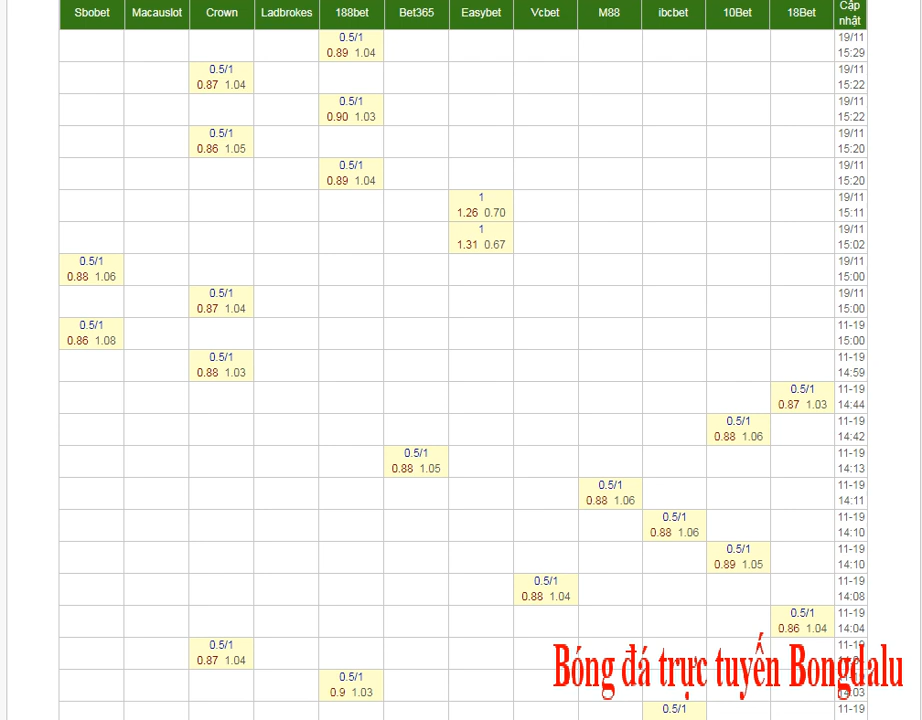 Sbobet Macauslot Crown Ladbrokes 188bet Bet365 Easybet Vcbet M88 ibcbet 10Bet 18Bet Cập nhật
0.5/1 19/11
0.89 1.04 15:29
0.5/1 19/11
0.87 1.04 15:22
0.5/1 19/11
0.90 1.03 15:22
0.5/1 19/11
0.86 1.05 15:20
0.5/1 19/11
0.89 1.04 15:20
1 19/11
1.26 0.70 15:11
1 19/11
1.31 0.67 15:02
0.5/1 19/11
0.88 1.06 15:00
0.5/1 19/11
0.87 1.04 15:00
0.5/1 11-19
0.86 1.08 15:00
0.5/1 11-19
0.88 1.03 14:59
0.5/1 11-19
0.87 1.03 14:44
0.5/1 11-19
0.88 1.06 14:42
0.5/1 11-19
0.88 1.05 14:13
0.5/1 11-19
0.88 1.06 14:11
0.5/1 11-19
0.88 1.06 14:10
0.5/1 11-19
0.89 1.05 14:10
0.5/1 11-19
0.88 1.04 14:08
0.5/1 11-19
0.86 1.04 14:04
0.5/1 11-19
0.87 1.04
Bóng đá trực tuyến Bongdalu
0.5/1
0.9 1.03 14:03
0.5/1 11-19